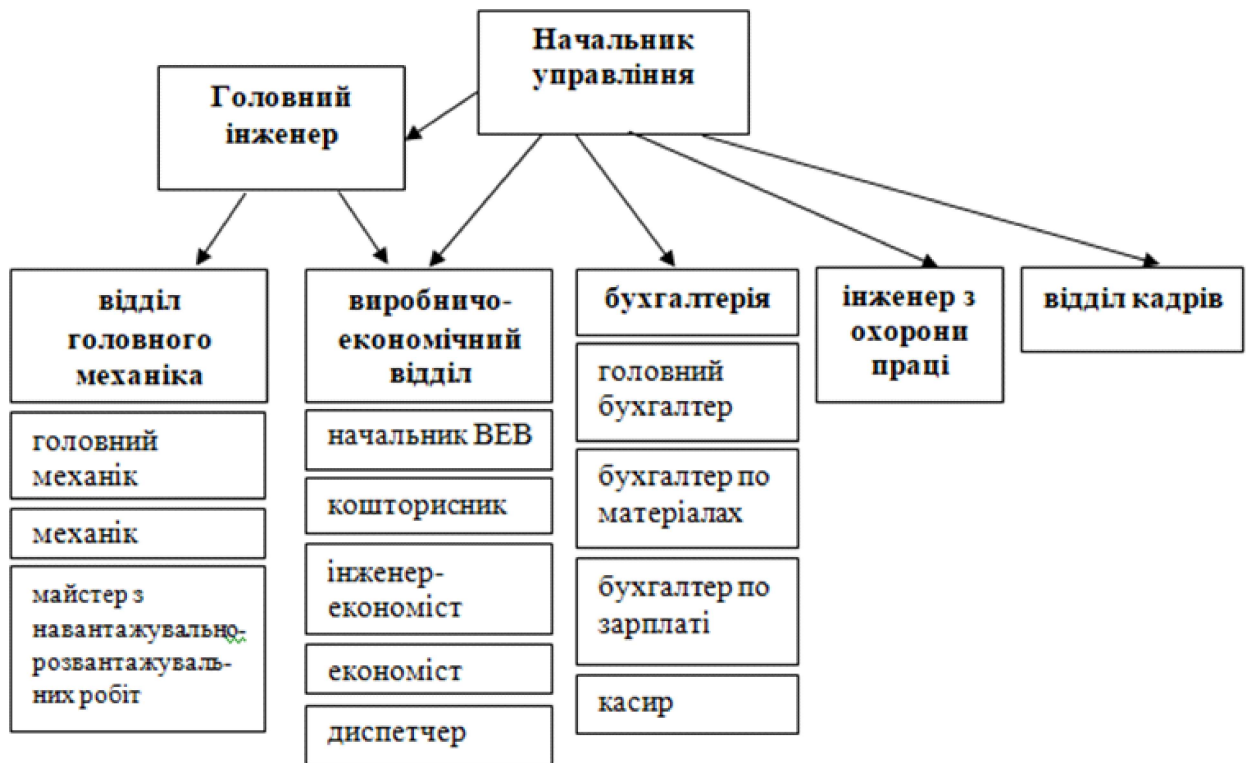 Начальник
управління
Головний
інженер
відділ
головного
механіка
головний
механік
механік
майстер з
навантажувально-
розвантажуваль-
них робіт
виробничо-
економічний
відділ
начальник ВЕВ
кошторисник
інженер-
економіст
економіст
диспетчер
бухгалтерія
головний
бухгалтер
бухгалтер по
матеріалах
бухгалтер по
зарплаті
касир
інженер з
охорони
праці
відділ кадрів